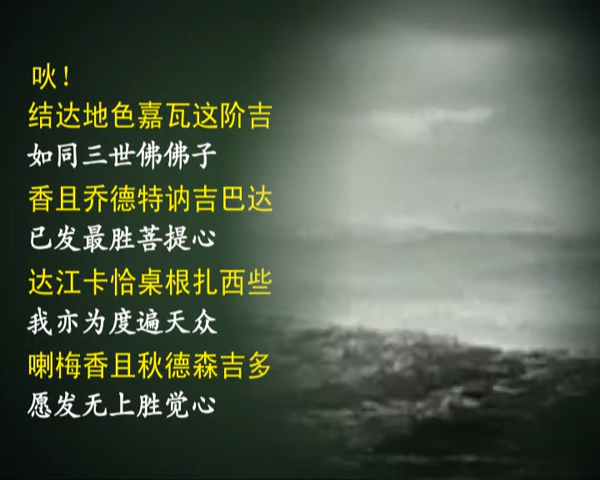 吙！
结达地色嘉瓦这阶吉
如同三世佛佛子
香且乔德特讷吉巴达
已发最胜菩提心
达江卡恰桌根扎西些
我亦为度遍天众
喇梅香且秋德森吉多
愿发无上胜觉心